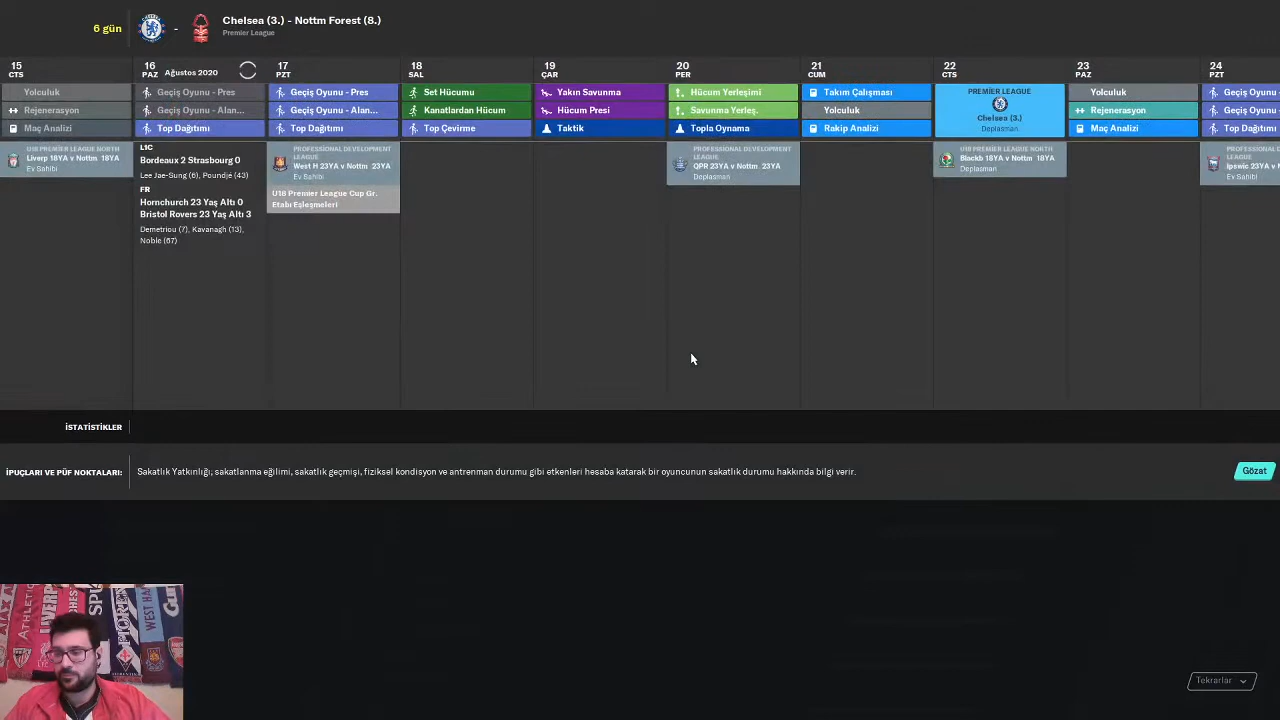 6 gün
-
Chelsea (3.) - Nottm Forest (8.)
Premier League
15
CTS
16
PAZ
Ağustos 2020
17
PZT
18
SAL
19
ÇAR
20
PER
21
CUM
22
CTS
23
PAZ
24
PZT
Yolculuk
Rejenerasyon
Maç Analizi
Geçiş Oyunu - Pres
Geçiş Oyunu - Alan...
Top Dağıtımı
Geçiş Oyunu - Pres
Geçiş Oyunu - Alan...
Top Dağıtımı
Set Hücumu
Kanatlardan Hücum
Top Çevirme
Yakın Savunma
Hücum Presi
Taktik
Hücum Yerleşimi
Savunma Yerleş.
Topla Oynama
Takım Çalışması
Yolculuk
Rakip Analizi
PREMIER LEAGUE
Chelsea (3.)
Deplasman
Yolculuk
Rejenerasyon
Maç Analizi
Geçiş O
Geçiş O
Top Dağıtımı
U18 PREMIER LEAGUE NORTH
Liverp 18YA v Nottm 18YA
Ev Sahibi
L1C
Bordeaux 2 Strasbourg 0
Lee Jae-Sung (6), Poundjé (43)
FR
Hornchurch 23 Yaş Altı 0
Bristol Rovers 23 Yaş Altı 3
Demetriou (7), Kavanagh (13),
Noble (67)
PROFESSIONAL DEVELOPMENT
LEAGUE
West H 23YA v Nottm 23YA
Ev Sahibi
U18 Premier League Cup Gr.
Etabı Eşleşmeleri
PROFESSIONAL DEVELOPMENT
LEAGUE
QPR 23YA v Nottm 23YA
Deplasman
U18 PREMIER LEAGUE NORTH
Blackb 18YA v Nottm 18YA
Deplasman
PROFESSIONAL D
LEAGUE
Ipswic 23YA v
Ev Sahibi
İSTATİSTİKLER
İPUÇLARI VE PÜF NOKTALARI:
Sakatlık Yatkınlığı; sakatlanma eğilimi, sakatlık geçmişi, fiziksel kondisyon ve antrenman durumu gibi etkenleri hesaba katarak bir oyuncunun sakatlık durumu hakkında bilgi verir.
Gözat
Tekrarlar
ATHLETIC
LIVERPOOL
WEST HA